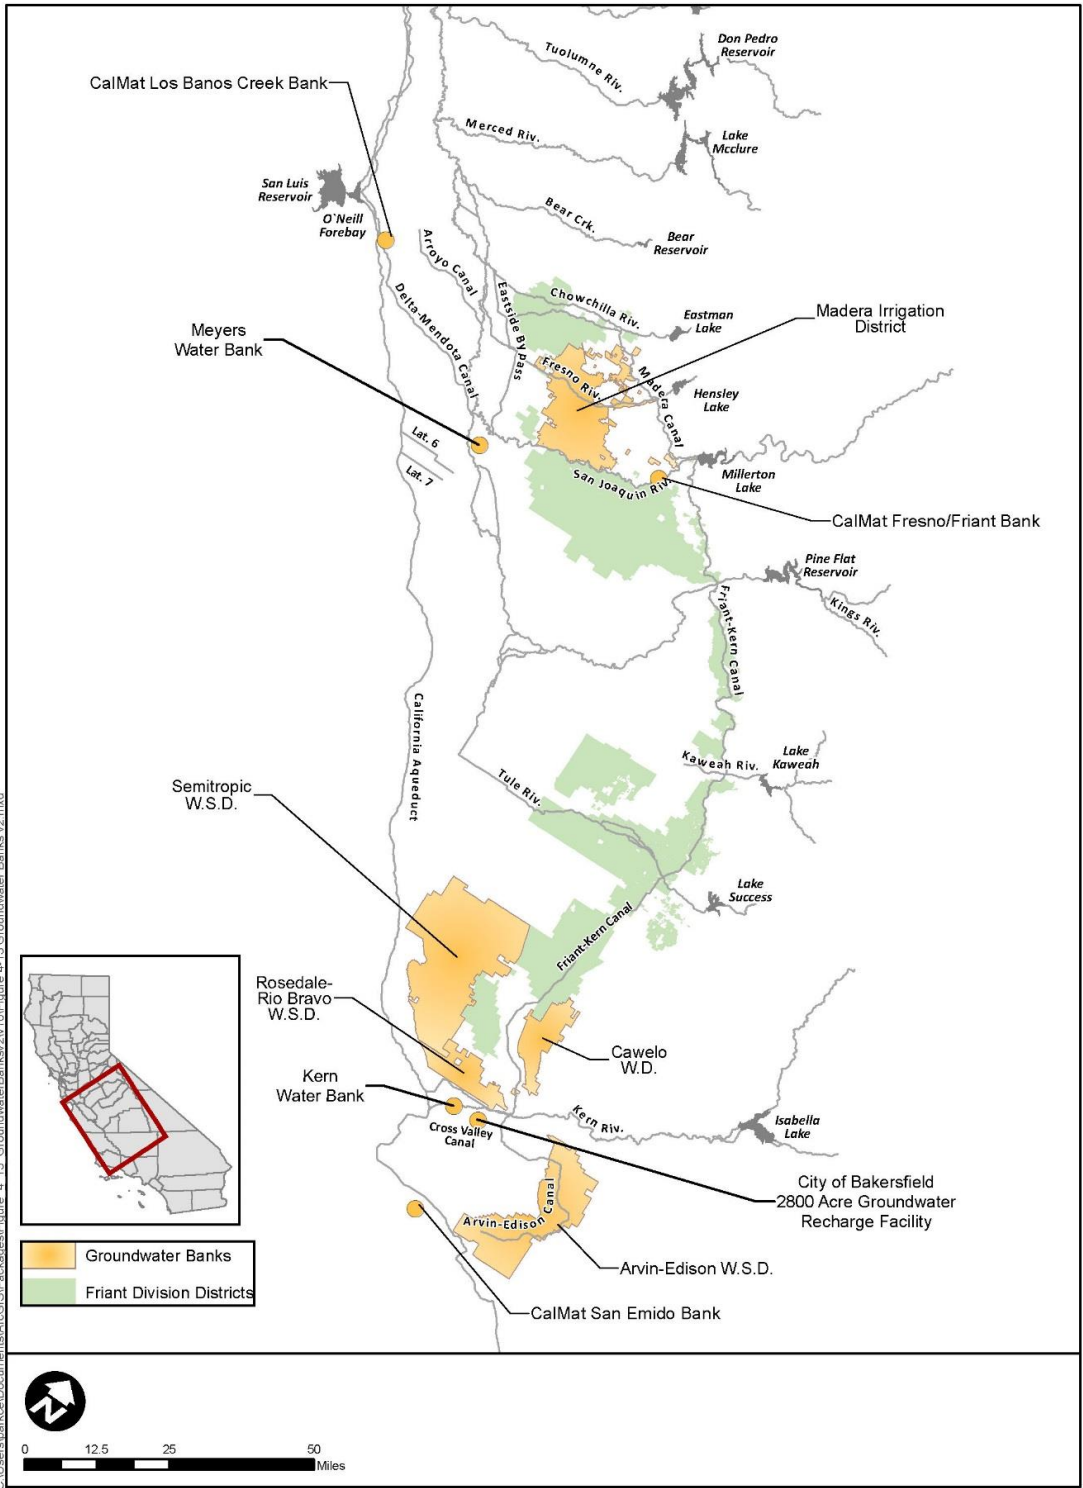 Don Pedro
Reservoir
Tuolumne Riv.
CalMat Los Banos Creek Bank
Merced Riv.
Lake
Mcclure
San Luis
Reservoir
O`Neill
Forebay
Bear Crk.
Bear
Reservoir
Arroyo Canal
Delta-Mendota Canal
Eastside Bypass
Chowchilla Riv.
Eastman
Lake
Madera Irrigation
District
Meyers
Water Bank
Fresno Riv.
Madera Canal
Hensley
Lake
Lat. 6
Lat. 7
San Joaquin Riv.
Millerton
Lake
CalMat Fresno/Friant Bank
Pine Flat
Reservoir
Kings Riv.
Friant-Kern Canal
California Aqueduct
Kaweah Riv.
Lake
Kaweah
Tule Riv.
Semitropic
W.S.D.
Lake
Success
Friant-Kern Canal
Rosedale-
Rio Bravo
W.S.D.
Cawelo
W.D.
Kern
Water Bank
Cross Valley
Canal
Kern Riv.
Isabella
Lake
City of Bakersfield
2800 Acre Groundwater
Recharge Facility
Arvin-Edison Canal
Arvin-Edison W.S.D.
CalMat San Emido Bank
Groundwater Banks
Friant Division Districts
N
0 12.5 25 50
Miles